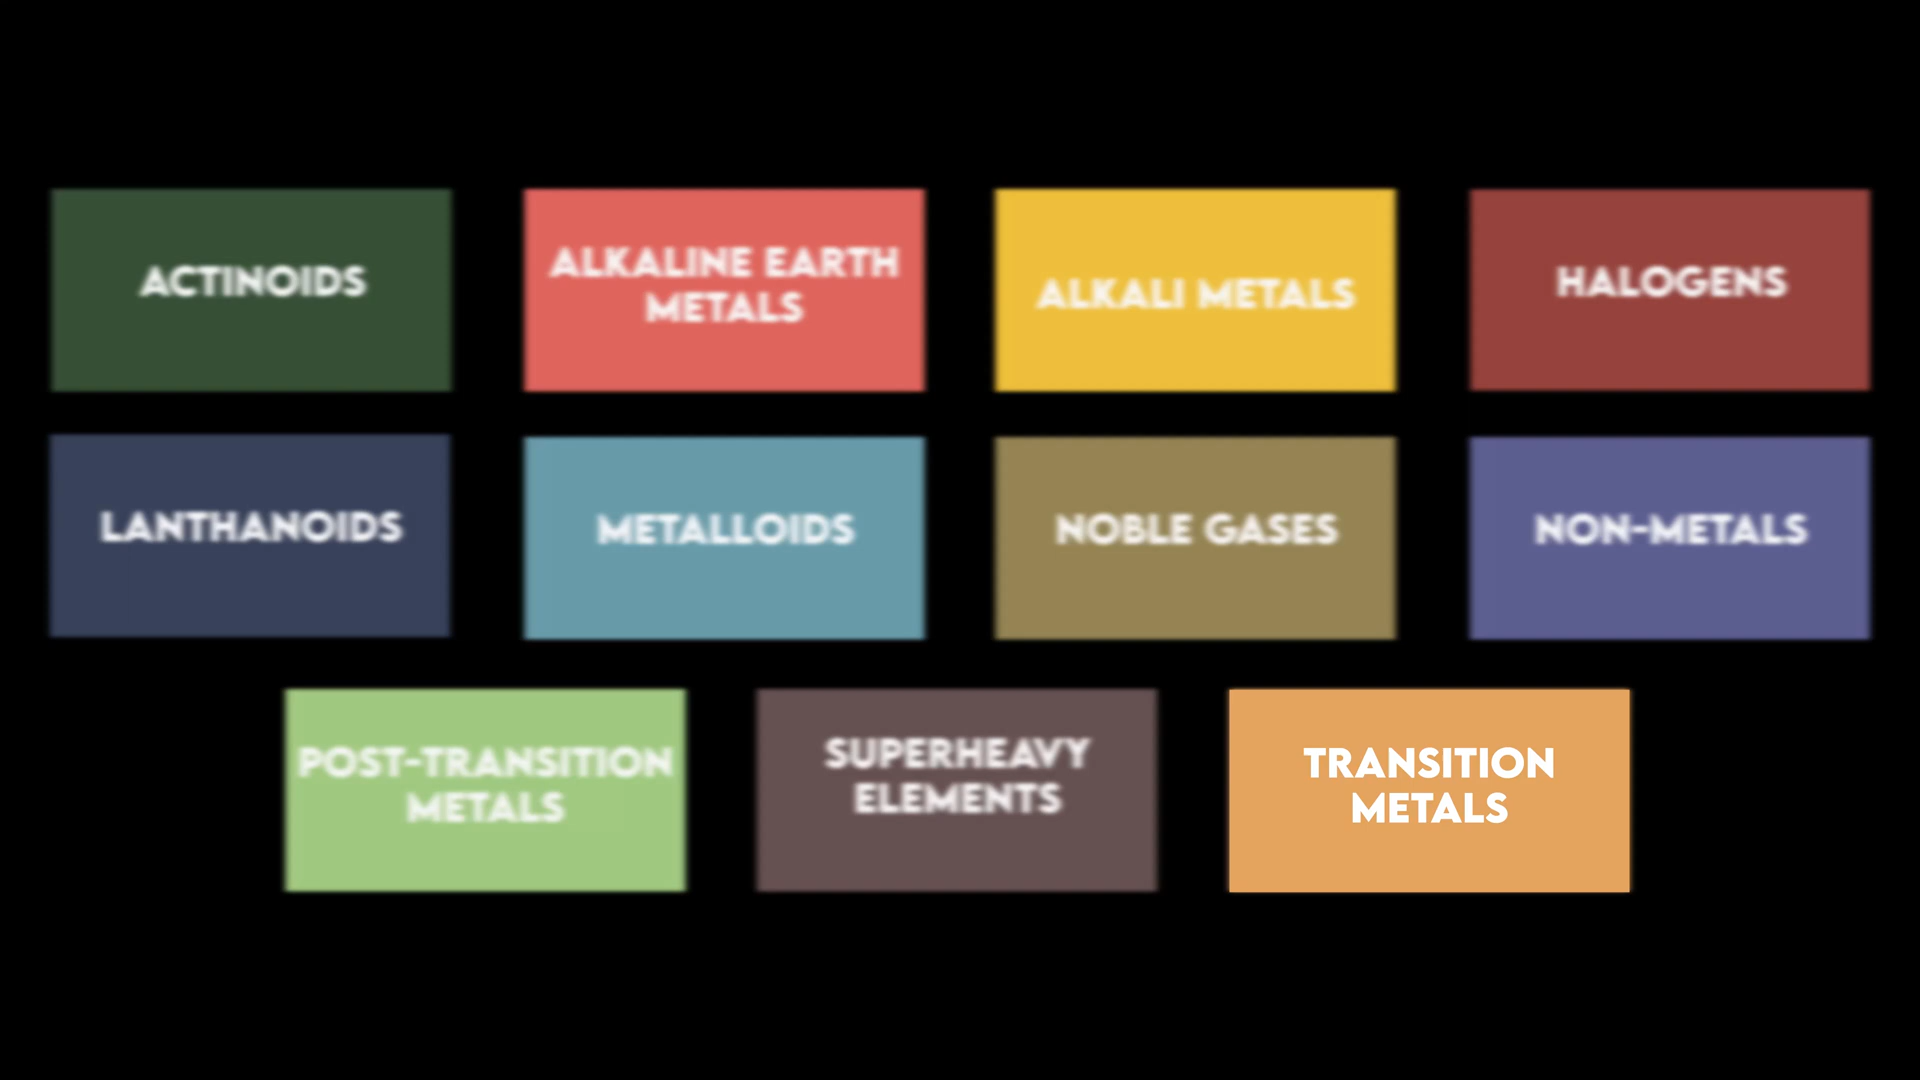 ACTINOIDS
ALKALINE EARTH
METALS
ALKALI METALS
HALOGENS
LANTHANOIDS
METALLOIDS
NOBLE GASES
NON-METALS
POST-TRANSITION
METALS
SUPERHEAVY
ELEMENTS
TRANSITION
METALS